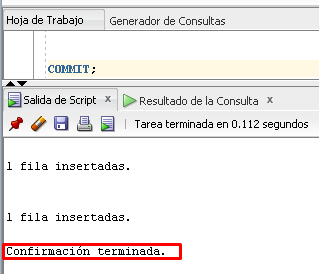 Hoja de Trabajo Generador de Consultas
COMMIT;
Salida de Script x Resultado de la Consulta x
Tarea terminada en 0.112 segundos
1 fila insertadas.
1 fila insertadas.
Confirmación terminada.